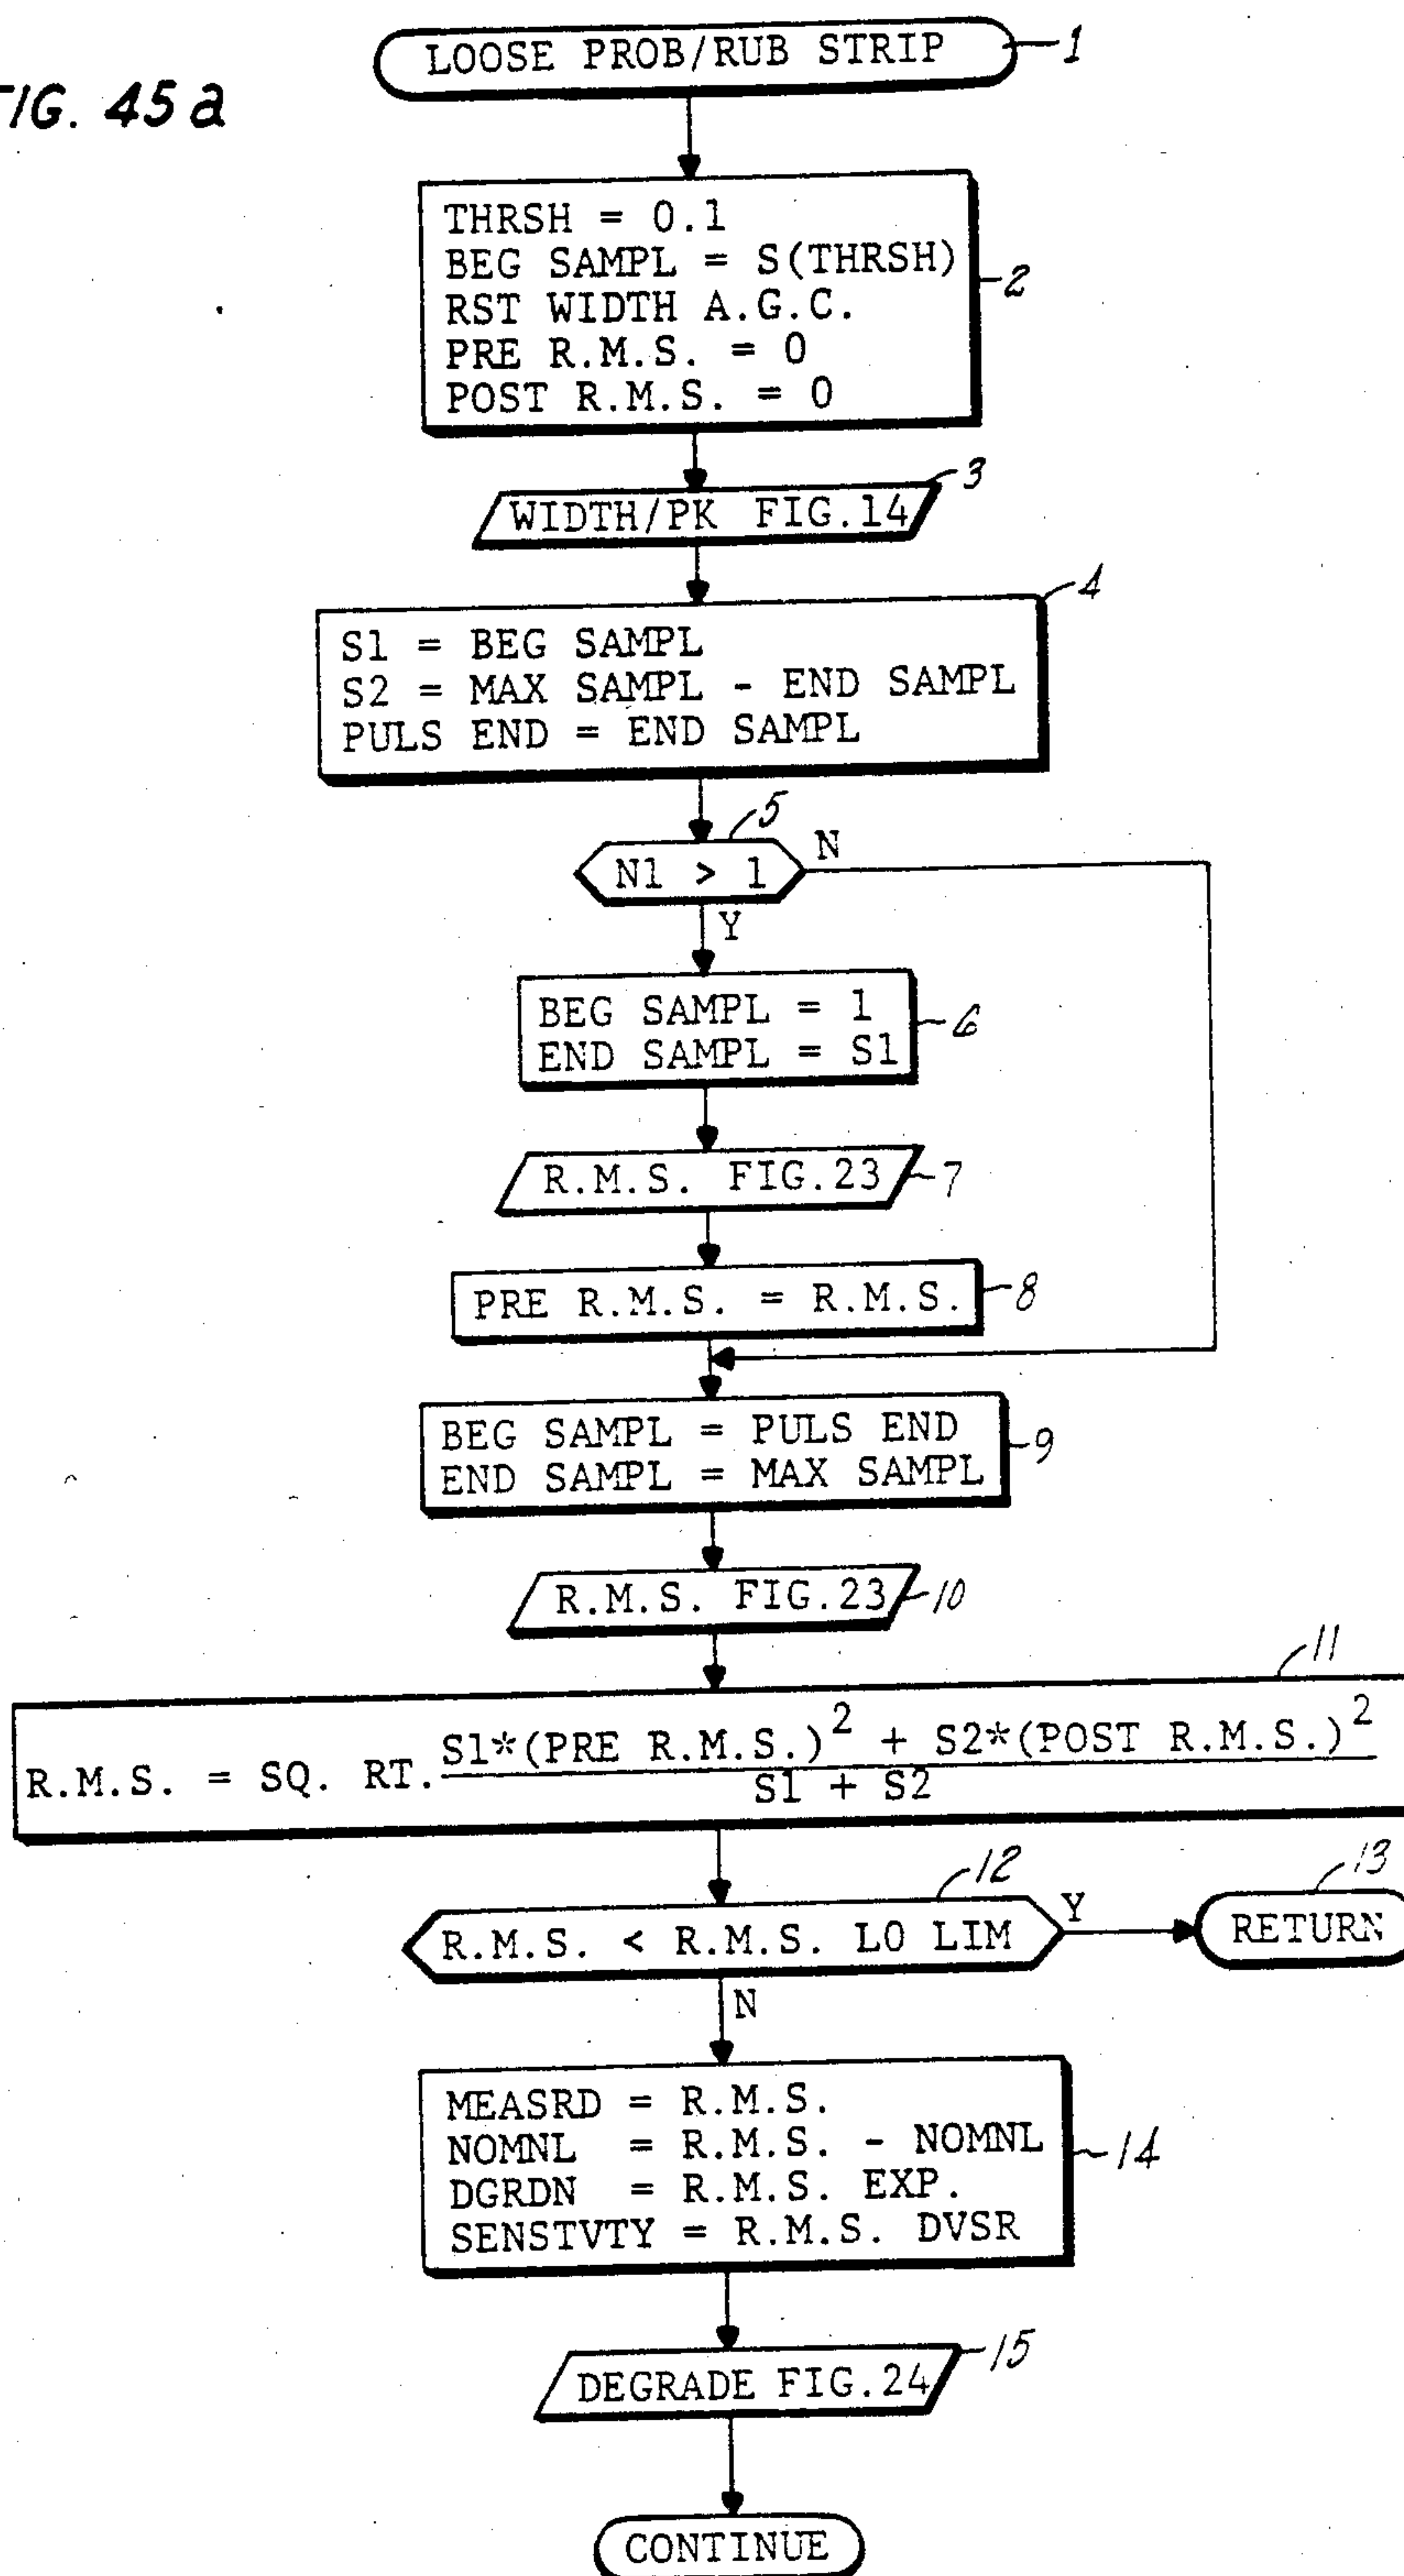 FIG. 45a
LOOSE PROB/RUB STRIP
1
THRSH = 0.1
BEG SAMPL = S(THRSH)
RST WIDTH A.G.C.
PRE R.M.S. = 0
POST R.M.S. = 0
2
WIDTH/PK FIG.14
3
S1 = BEG SAMPL
S2 = MAX SAMPL - END SAMPL
PULS END = END SAMPL
4
N1 > 1
5
N
Y
BEG SAMPL = 1
END SAMPL = S1
6
R.M.S. FIG.23
7
PRE R.M.S. = R.M.S.
8
BEG SAMPL = PULS END
END SAMPL = MAX SAMPL
9
R.M.S. FIG.23
10
11
R.M.S. = SQ. RT. S1*(PRE R.M.S.)2 + S2*(POST R.M.S.)2
S1 + S2
R.M.S. < R.M.S. LO LIM
12
Y
RETURN
13
N
MEASRD = R.M.S.
NOMNL = R.M.S. - NOMNL
DGRDN = R.M.S. EXP.
SENSTVTY = R.M.S. DVSR
14
DEGRADE FIG.24
15
CONTINUE